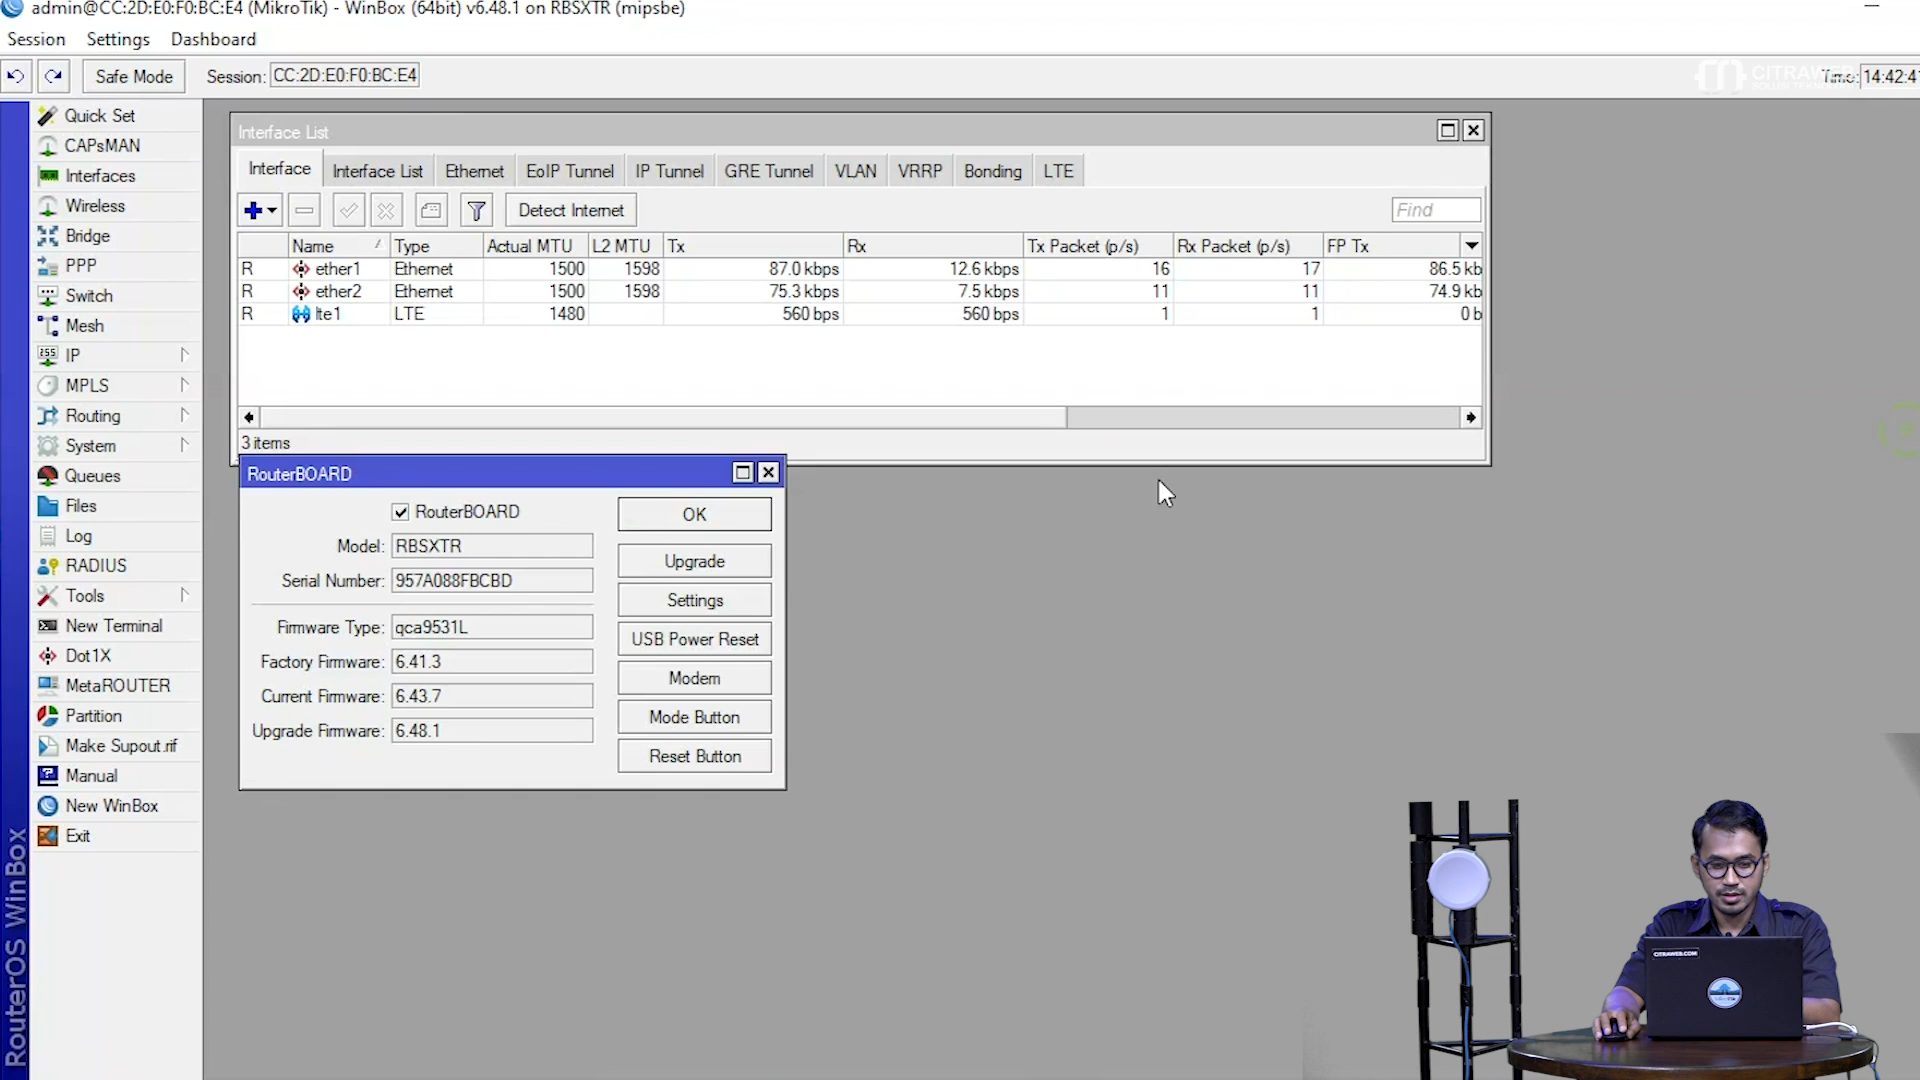 admin@CC:2D:E0:F0:BC:E4 (MikroTik) - WinBox (64bit) v6.48.1 on RBSXTR (mipsbe)
Session Settings Dashboard
Safe Mode Session: CC:2D:E0:F0:BC:E4 CITRAWEB Time: 14:42:41
Quick Set
CAPsMAN
Interfaces
Wireless
Bridge
PPP
Switch
Mesh
IP
MPLS
Routing
System
Queues
Files
Log
RADIUS
Tools
New Terminal
Dot1X
MetaROUTER
Partition
Make Supout.rif
Manual
New WinBox
Exit
RouterOS WinBox
Interface List
Interface Interface List Ethernet EoIP Tunnel IP Tunnel GRE Tunnel VLAN VRRP Bonding LTE
Detect Internet Find
Name Type Actual MTU L2 MTU Tx Rx Tx Packet (p/s) Rx Packet (p/s) FP Tx
R ether1 Ethernet 1500 1598 87.0 kbps 12.6 kbps 16 17 86.5 kb
R ether2 Ethernet 1500 1598 75.3 kbps 7.5 kbps 11 11 74.9 kb
R lte1 LTE 1480 560 bps 560 bps 1 1 0 b
3 items
RouterBOARD
RouterBOARD
Model: RBSXTR
Serial Number: 957A088FBCBD
Firmware Type: qca9531L
Factory Firmware: 6.41.3
Current Firmware: 6.43.7
Upgrade Firmware: 6.48.1
OK
Upgrade
Settings
USB Power Reset
Modem
Mode Button
Reset Button
CITRAWEB.COM